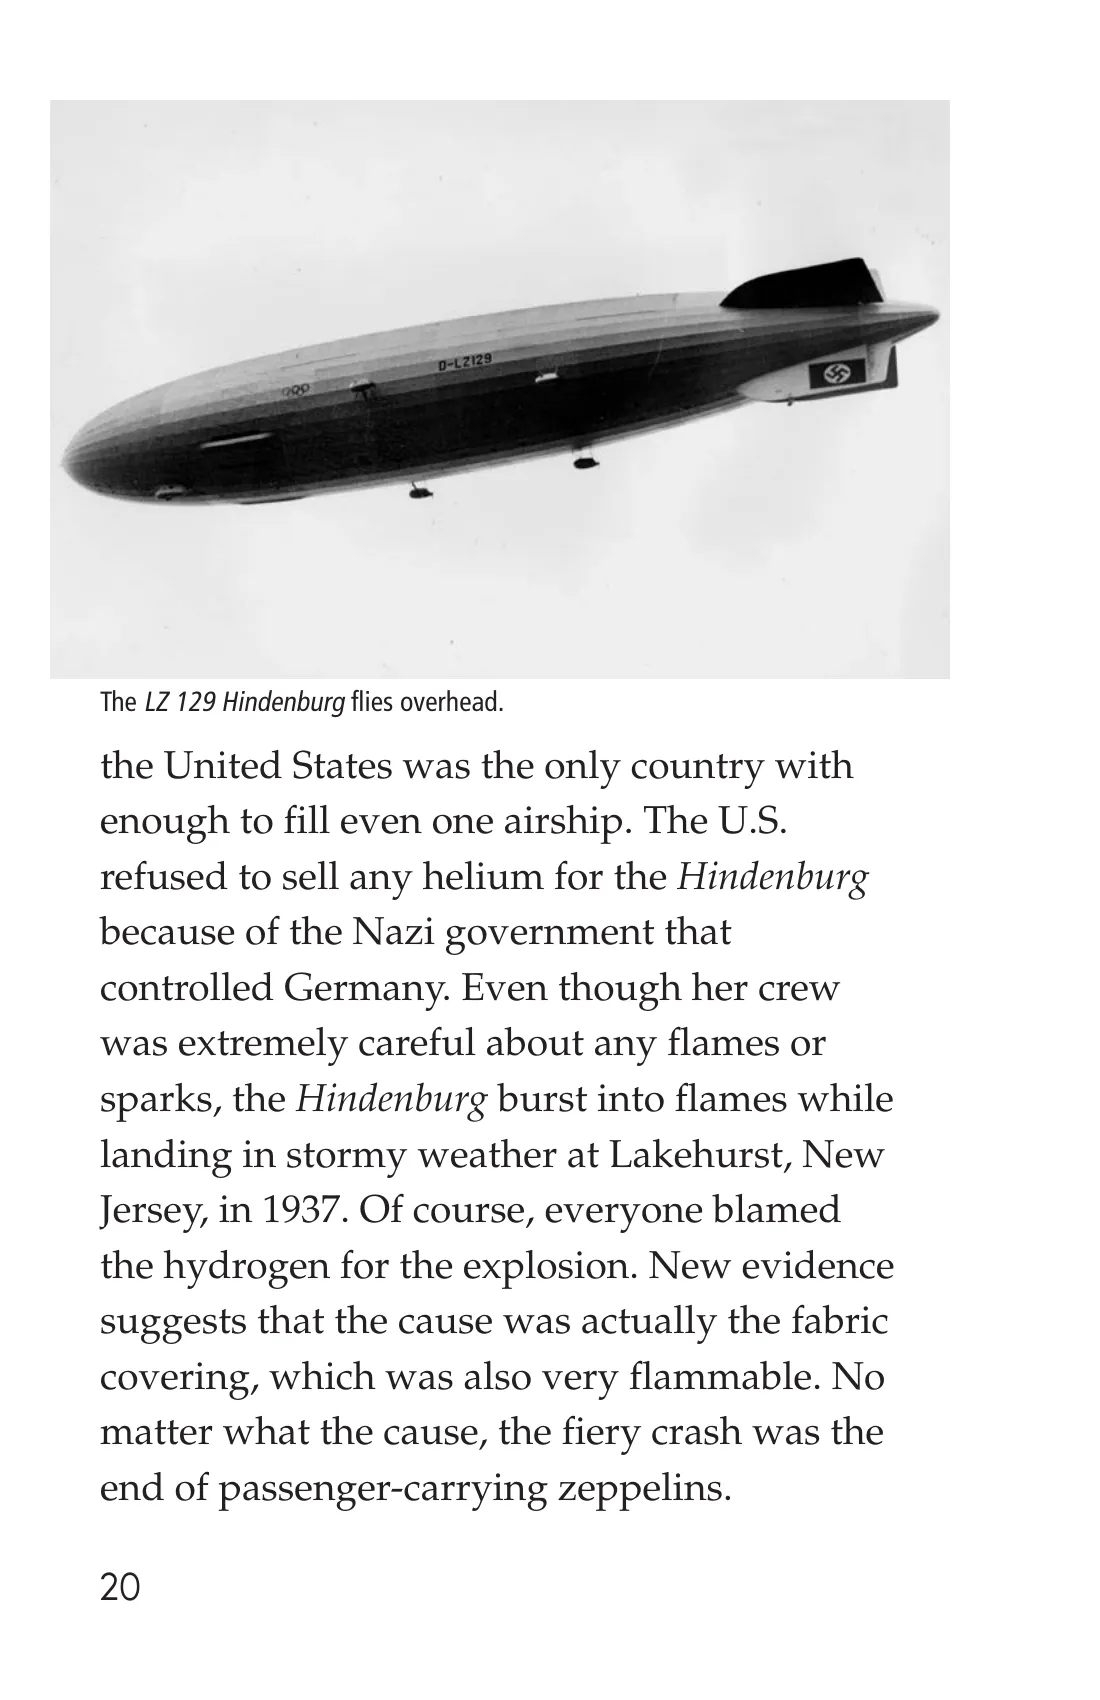 D-LZ129
The LZ 129 Hindenburg flies overhead.
the United States was the only country with
enough to fill even one airship. The U.S.
refused to sell any helium for the Hindenburg
because of the Nazi government that
controlled Germany. Even though her crew
was extremely careful about any flames or
sparks, the Hindenburg burst into flames while
landing in stormy weather at Lakehurst, New
Jersey, in 1937. Of course, everyone blamed
the hydrogen for the explosion. New evidence
suggests that the cause was actually the fabric
covering, which was also very flammable. No
matter what the cause, the fiery crash was the
end of passenger-carrying zeppelins.
20